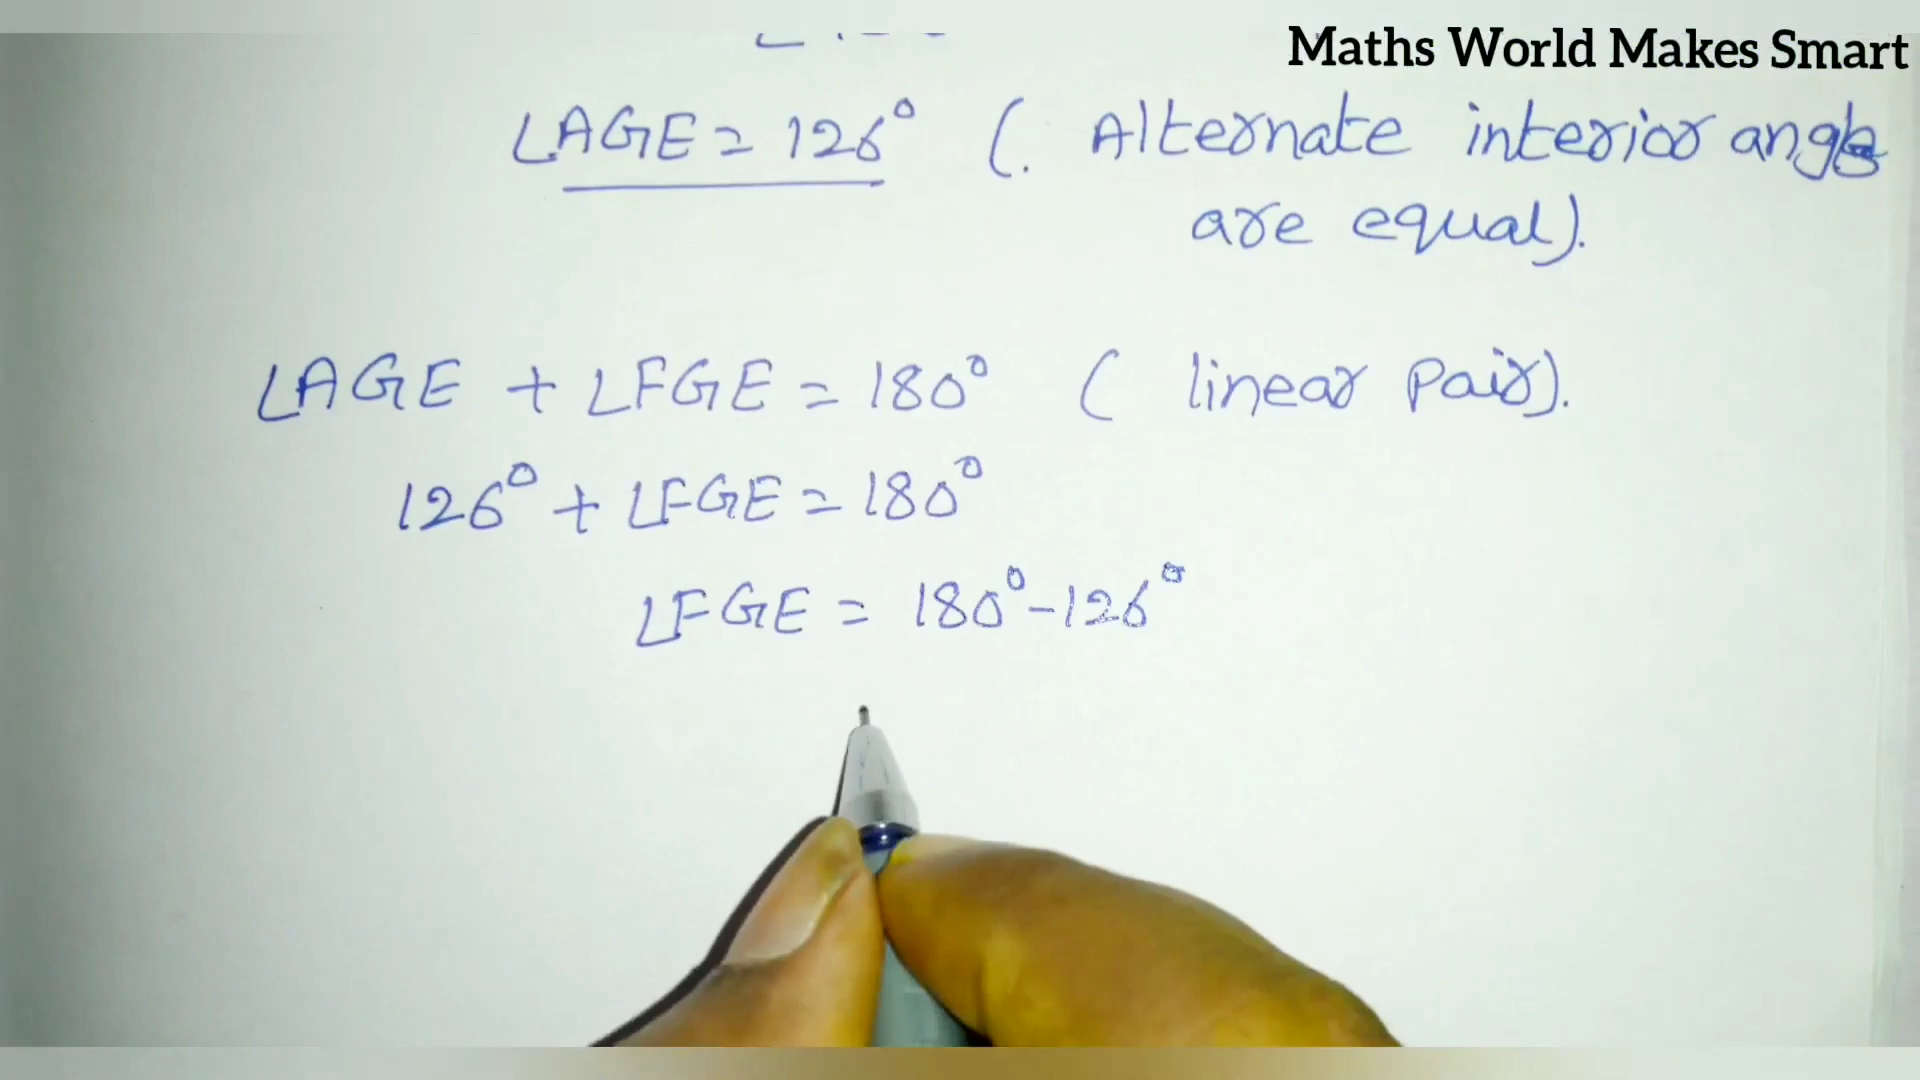 Maths World Makes Smart
∠AGE = 126° (. Alternate interior angles
are equal).
∠AGE + ∠FGE = 180° ( linear Pair).
126° + ∠FGE = 180°
∠FGE = 180° - 126°